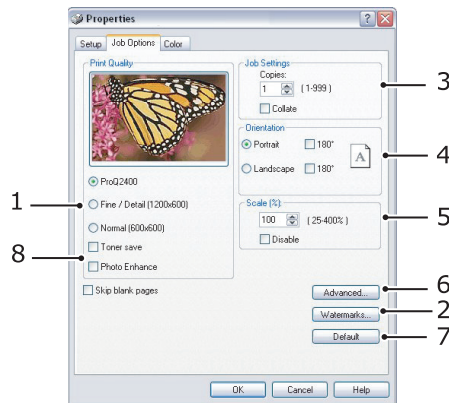 Properties
Setup Job Options Color
Print Quality
ProQ2400
Fine / Detail (1200x600)
Normal (600x600)
Toner save
Photo Enhance
Skip blank pages
Job Settings
Copies:
1 (1-999)
Collate
Orientation
Portrait 180°
Landscape 180°
A
Scale (%):
100 (25-400%)
Disable
Advanced...
Watermarks...
Default
OK Cancel Help
1
8
3
4
5
6
2
7